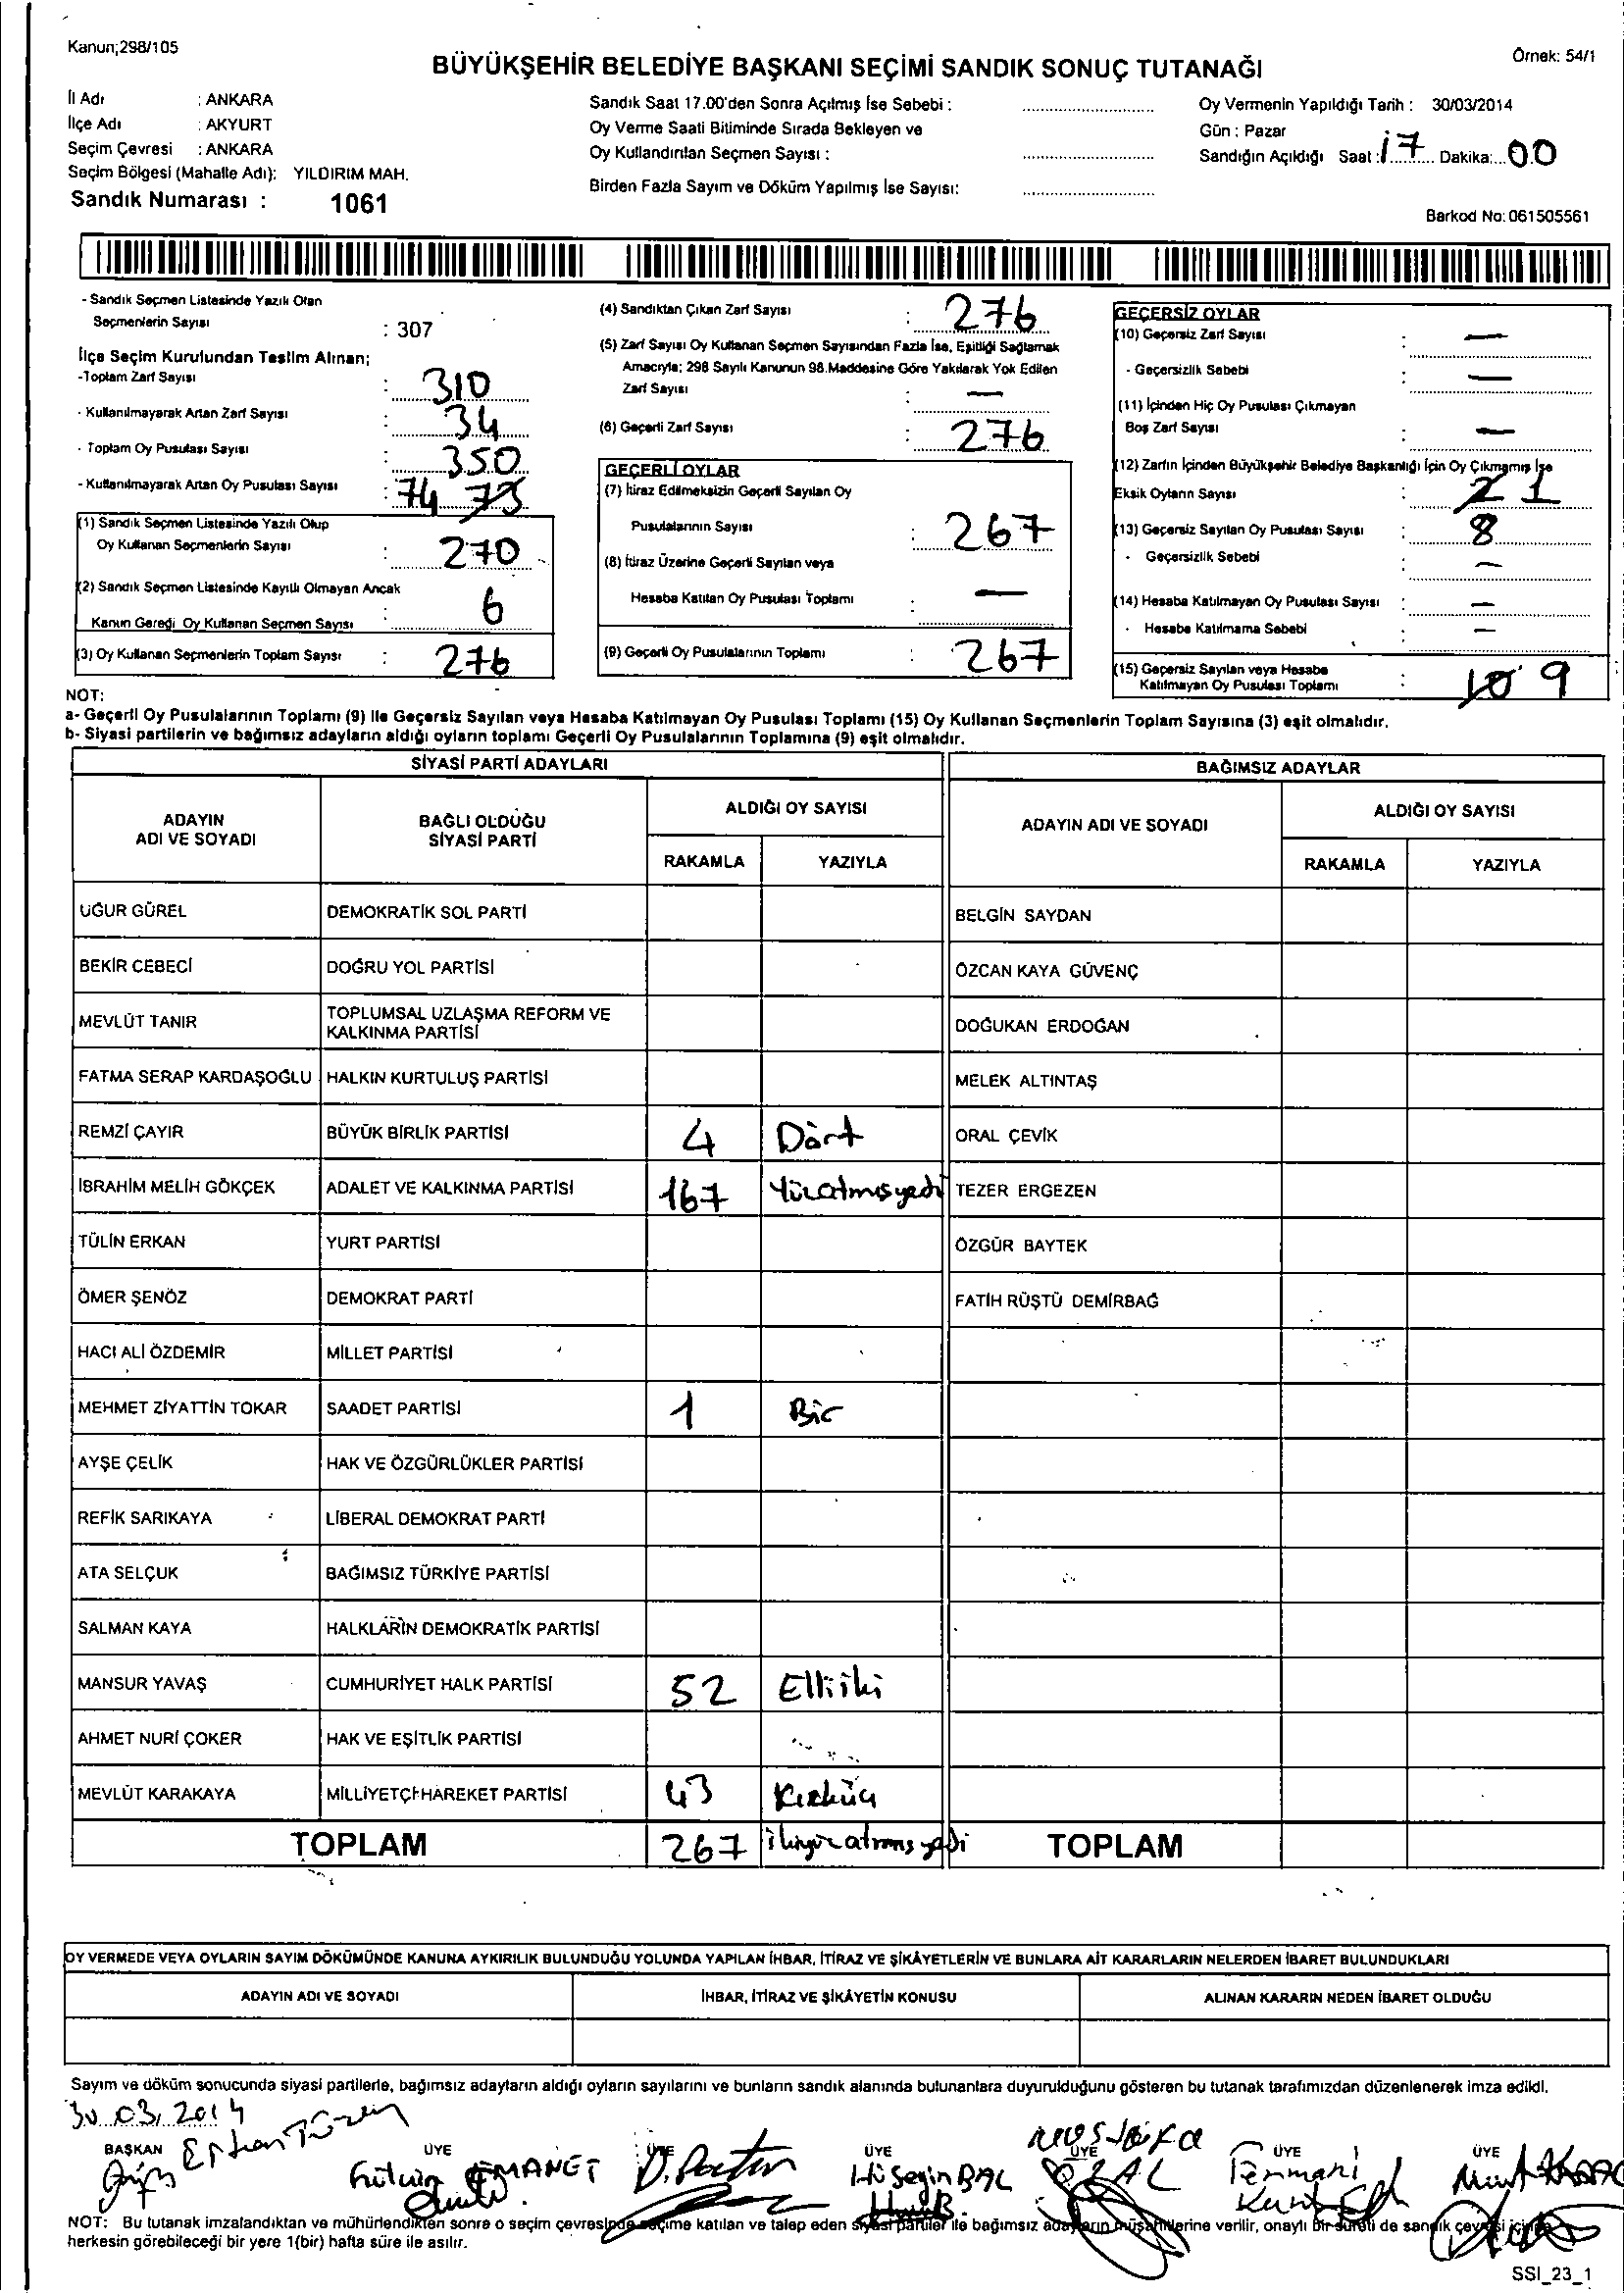 Kanun;298/105
Örnek: 54/1
BÜYÜKŞEHİR BELEDİYE BAŞKANI SEÇİMİ SANDIK SONUÇ TUTANAĞI
İl Adı : ANKARA
İlçe Adı : AKYURT
Seçim Çevresi : ANKARA
Seçim Bölgesi (Mahalle Adı): YILDIRIM MAH.
Sandık Numarası : 1061
Sandık Saat 17.00'den Sonra Açılmış İse Sebebi :
Oy Verme Saati Bitiminde Sırada Bekleyen ve
Oy Kullandırılan Seçmen Sayısı :
Birden Fazla Sayım ve Döküm Yapılmış İse Sayısı:
Oy Vermenin Yapıldığı Tarih : 30/03/2014
Gün : Pazar
Sandığın Açıldığı Saat : 17 Dakika: 00
Barkod No: 061505561
- Sandık Seçmen Listesinde Yazılı Olan
Seçmenlerin Sayısı : 307
İlçe Seçim Kurulundan Teslim Alınan;
-Toplam Zarf Sayısı : 310
- Kullanılmayarak Artan Zarf Sayısı : 34
- Toplam Oy Pusulası Sayısı : 350
- Kullanılmayarak Artan Oy Pusulası Sayısı : 74 73
(1) Sandık Seçmen Listesinde Yazılı Olup
Oy Kullanan Seçmenlerin Sayısı : 270
(2) Sandık Seçmen Listesinde Kayıtlı Olmayan Ancak
Kanun Gereği Oy Kullanan Seçmen Sayısı : 6
(3) Oy Kullanan Seçmenlerin Toplam Sayısı : 276
(4) Sandıktan Çıkan Zarf Sayısı : 276
(5) Zarf Sayısı Oy Kullanan Seçmen Sayısından Fazla İse, Eşitliği Sağlamak
Amacıyla; 298 Sayılı Kanunun 98.Maddesine Göre Yakılarak Yok Edilen
Zarf Sayısı : —
(6) Geçerli Zarf Sayısı : 276
GEÇERLİ OYLAR
(7) İtiraz Edilmeksizin Geçerli Sayılan Oy
Pusulalarının Sayısı : 267
(8) İtiraz Üzerine Geçerli Sayılan veya
Hesaba Katılan Oy Pusulası Toplamı : —
(9) Geçerli Oy Pusulalarının Toplamı : 267
GEÇERSİZ OYLAR
(10) Geçersiz Zarf Sayısı : —
- Geçersizlik Sebebi : —
(11) İçinden Hiç Oy Pusulası Çıkmayan
Boş Zarf Sayısı : —
(12) Zarfın İçinden Büyükşehir Belediye Başkanlığı İçin Oy Çıkmamış İse
Eksik Oyların Sayısı : 2 1
(13) Geçersiz Sayılan Oy Pusulası Sayısı : 8
- Geçersizlik Sebebi : —
(14) Hesaba Katılmayan Oy Pusulası Sayısı : —
- Hesaba Katılmama Sebebi : —
(15) Geçersiz Sayılan veya Hesaba
Katılmayan Oy Pusulası Toplamı : 10 9
NOT:
a- Geçerli Oy Pusulalarının Toplamı (9) ile Geçersiz Sayılan veya Hesaba Katılmayan Oy Pusulası Toplamı (15) Oy Kullanan Seçmenlerin Toplam Sayısına (3) eşit olmalıdır.
b- Siyasi partilerin ve bağımsız adayların aldığı oyların toplamı Geçerli Oy Pusulalarının Toplamına (9) eşit olmalıdır.
SİYASİ PARTİ ADAYLARI
BAĞIMSIZ ADAYLAR
ADAYIN ADI VE SOYADI
BAĞLI OLDUĞU SİYASİ PARTİ
ALDIĞI OY SAYISI
RAKAMLA YAZIYLA
ADAYIN ADI VE SOYADI
ALDIĞI OY SAYISI
RAKAMLA YAZIYLA
UĞUR GÜREL DEMOKRATİK SOL PARTİ BELGİN SAYDAN
BEKİR CEBECİ DOĞRU YOL PARTİSİ ÖZCAN KAYA GÜVENÇ
MEVLÜT TANIR TOPLUMSAL UZLAŞMA REFORM VE KALKINMA PARTİSİ DOĞUKAN ERDOĞAN
FATMA SERAP KARDAŞOĞLU HALKIN KURTULUŞ PARTİSİ MELEK ALTINTAŞ
REMZİ ÇAYIR BÜYÜK BİRLİK PARTİSİ 4 Dört ORAL ÇEVİK
İBRAHİM MELİH GÖKÇEK ADALET VE KALKINMA PARTİSİ 167 Yüzatmışyedi TEZER ERGEZEN
TÜLİN ERKAN YURT PARTİSİ ÖZGÜR BAYTEK
ÖMER ŞENÖZ DEMOKRAT PARTİ FATİH RÜŞTÜ DEMİRBAĞ
HACI ALİ ÖZDEMİR MİLLET PARTİSİ
MEHMET ZİYATTİN TOKAR SAADET PARTİSİ 1 Bir
AYŞE ÇELİK HAK VE ÖZGÜRLÜKLER PARTİSİ
REFİK SARIKAYA LİBERAL DEMOKRAT PARTİ
ATA SELÇUK BAĞIMSIZ TÜRKİYE PARTİSİ
SALMAN KAYA HALKLARIN DEMOKRATİK PARTİSİ
MANSUR YAVAŞ CUMHURİYET HALK PARTİSİ 52 Elliiki
AHMET NURİ ÇOKER HAK VE EŞİTLİK PARTİSİ
MEVLÜT KARAKAYA MİLLİYETÇİ HAREKET PARTİSİ 43 Kırküç
TOPLAM 267 ikiyüzatmışyedi TOPLAM
OY VERMEDE VEYA OYLARIN SAYIM DÖKÜMÜNDE KANUNA AYKIRILIK BULUNDUĞU YOLUNDA YAPILAN İHBAR, İTİRAZ VE ŞİKÂYETLERİN VE BUNLARA AİT KARARLARIN NELERDEN İBARET BULUNDUKLARI
ADAYIN ADI VE SOYADI İHBAR, İTİRAZ VE ŞİKÂYETİN KONUSU ALINAN KARARIN NEDEN İBARET OLDUĞU
Sayım ve döküm sonucunda siyasi partilerle, bağımsız adayların aldığı oyların sayılarını ve bunların sandık alanında bulunanlara duyurulduğunu gösteren bu tutanak tarafımızdan düzenlenerek imza edildi.
30.03.2014
BAŞKAN ÜYE ÜYE ÜYE ÜYE ÜYE ÜYE
EMANET Hüseyin BAL
NOT: Bu tutanak imzalandıktan ve mühürlendikten sonra o seçim çevresinde seçime katılan ve talep eden siyasi partiler ile bağımsız adayların müşahitlerine verilir, onaylı bir sureti de sandık çevresi içinde
herkesin görebileceği bir yere 1(bir) hafta süre ile asılır.
SSI_23_1